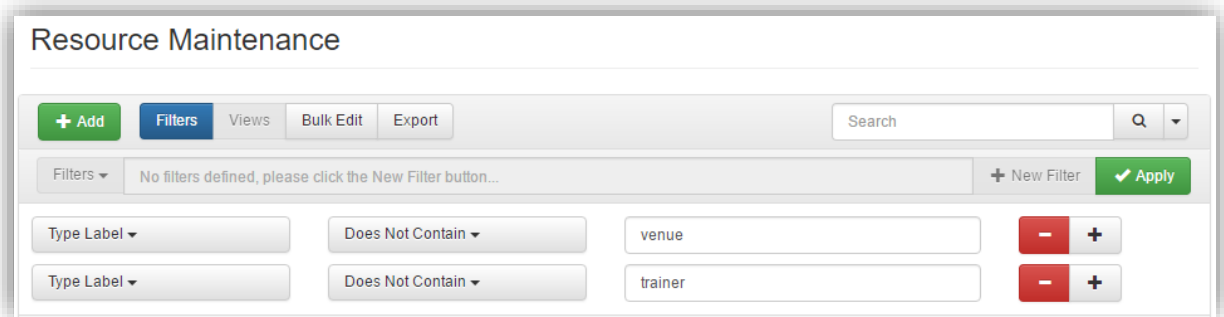 Resource Maintenance
Add Filters Views Bulk Edit Export Search
Filters No filters defined, please click the New Filter button... New Filter Apply
Type Label Does Not Contain venue
Type Label Does Not Contain trainer